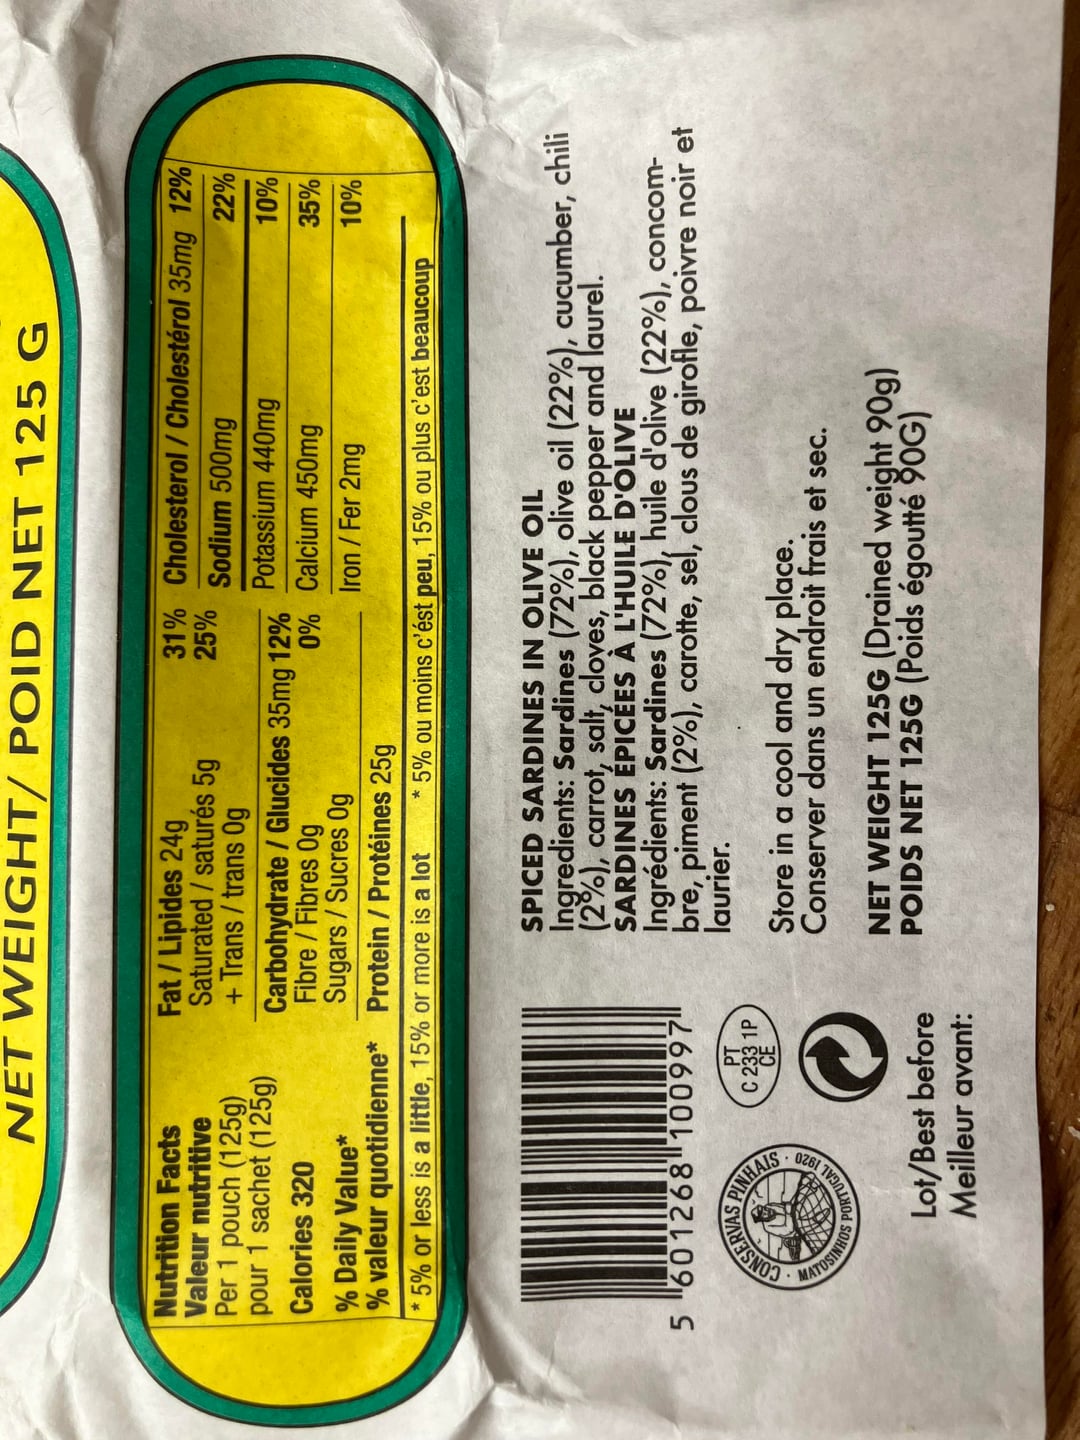 NET WEIGHT/ POID NET 125 G
Nutrition Facts
Valeur nutritive
Per 1 pouch (125g)
pour 1 sachet (125g)
Calories 320
% Daily Value*
% valeur quotidienne*
Fat / Lipides 24g 31%
Saturated / saturés 5g 25%
+ Trans / trans 0g
Carbohydrate / Glucides 35mg 12%
Fibre / Fibres 0g 0%
Sugars / Sucres 0g
Protein / Protéines 25g
Cholesterol / Cholestérol 35mg 12%
Sodium 500mg 22%
Potassium 440mg 10%
Calcium 450mg 35%
Iron / Fer 2mg 10%
* 5% or less is a little, 15% or more is a lot * 5% ou moins c'ést peu, 15% ou plus c'est beaucoup
SPICED SARDINES IN OLIVE OIL
Ingredients: Sardines (72%), olive oil (22%), cucumber, chili
(2%), carrot, salt, cloves, black pepper and laurel.
SARDINES ÉPICÉES À L'HUILE D'OLIVE
Ingrédients: Sardines (72%), huile d'olive (22%), concom-
bre, piment (2%), carotte, sel, clous de girofle, poivre noir et
laurier.
Store in a cool and dry place.
Conserver dans un endroit frais et sec.
NET WEIGHT 125G (Drained weight 90g)
POIDS NET 125G (Poids égoutté 90G)
5 601268 100997
PT
C 233 1P
CE
CONSERVAS PINHAIS · MATOSINHOS PORTUGAL 1920 ·
Lot/Best before
Meilleur avant: